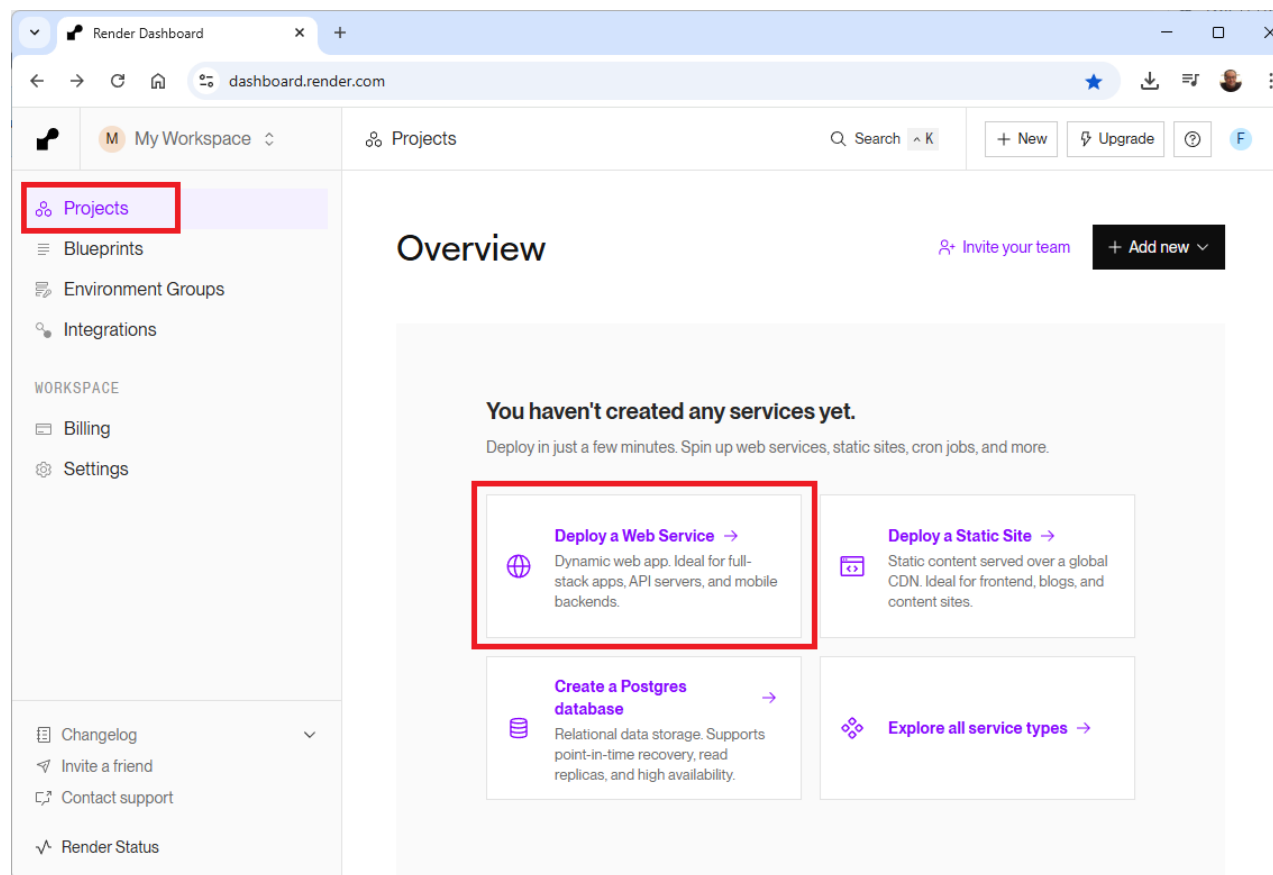 Render Dashboard
dashboard.render.com
M My Workspace
Projects
Search ^ K
+ New
Upgrade
F
Projects
Blueprints
Environment Groups
Integrations
WORKSPACE
Billing
Settings
Changelog
Invite a friend
Contact support
Render Status
Overview
Invite your team
+ Add new
You haven't created any services yet.
Deploy in just a few minutes. Spin up web services, static sites, cron jobs, and more.
Deploy a Web Service →
Dynamic web app. Ideal for full-
stack apps, API servers, and mobile
backends.
Deploy a Static Site →
Static content served over a global
CDN. Ideal for frontend, blogs, and
content sites.
Create a Postgres
database →
Relational data storage. Supports
point-in-time recovery, read
replicas, and high availability.
Explore all service types →